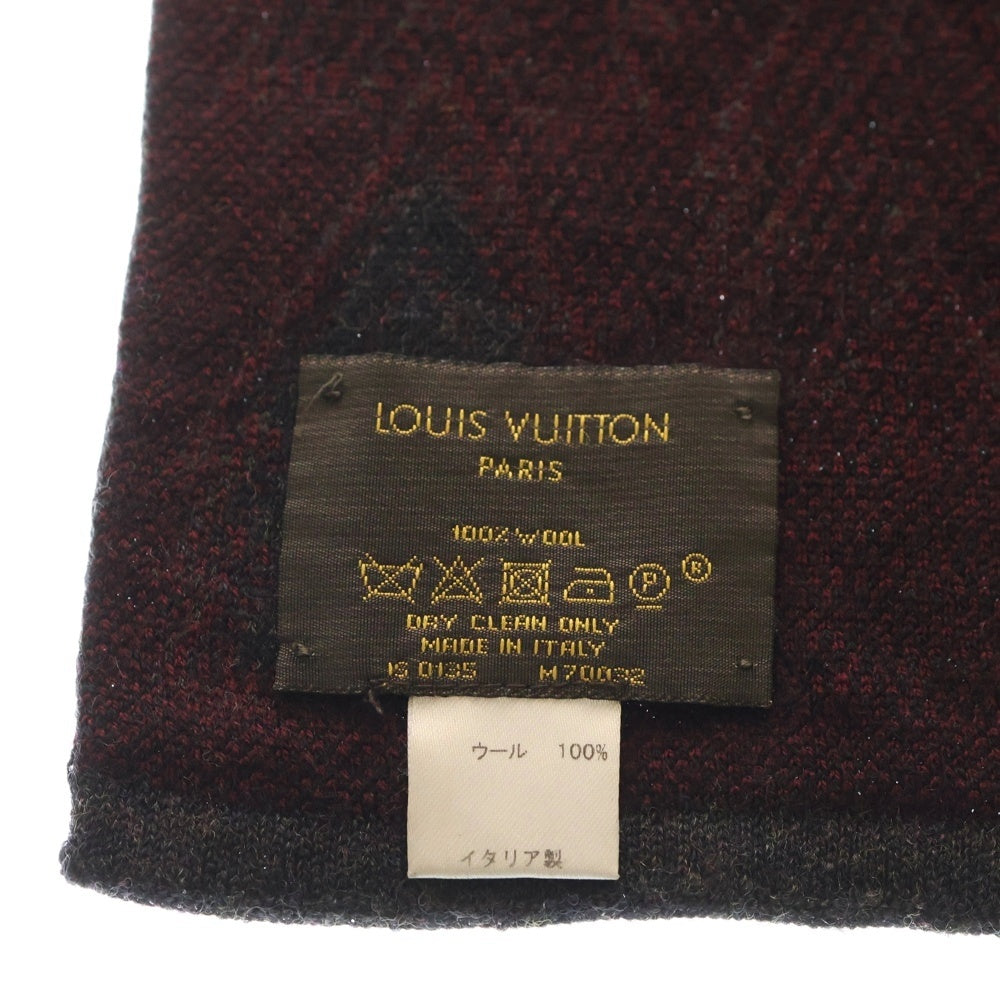 LOUIS VUITTON
PARIS
100% WOOL
P ®
DRY CLEAN ONLY
MADE IN ITALY
IS 0135 M70032
ウール 100%
イタリア製